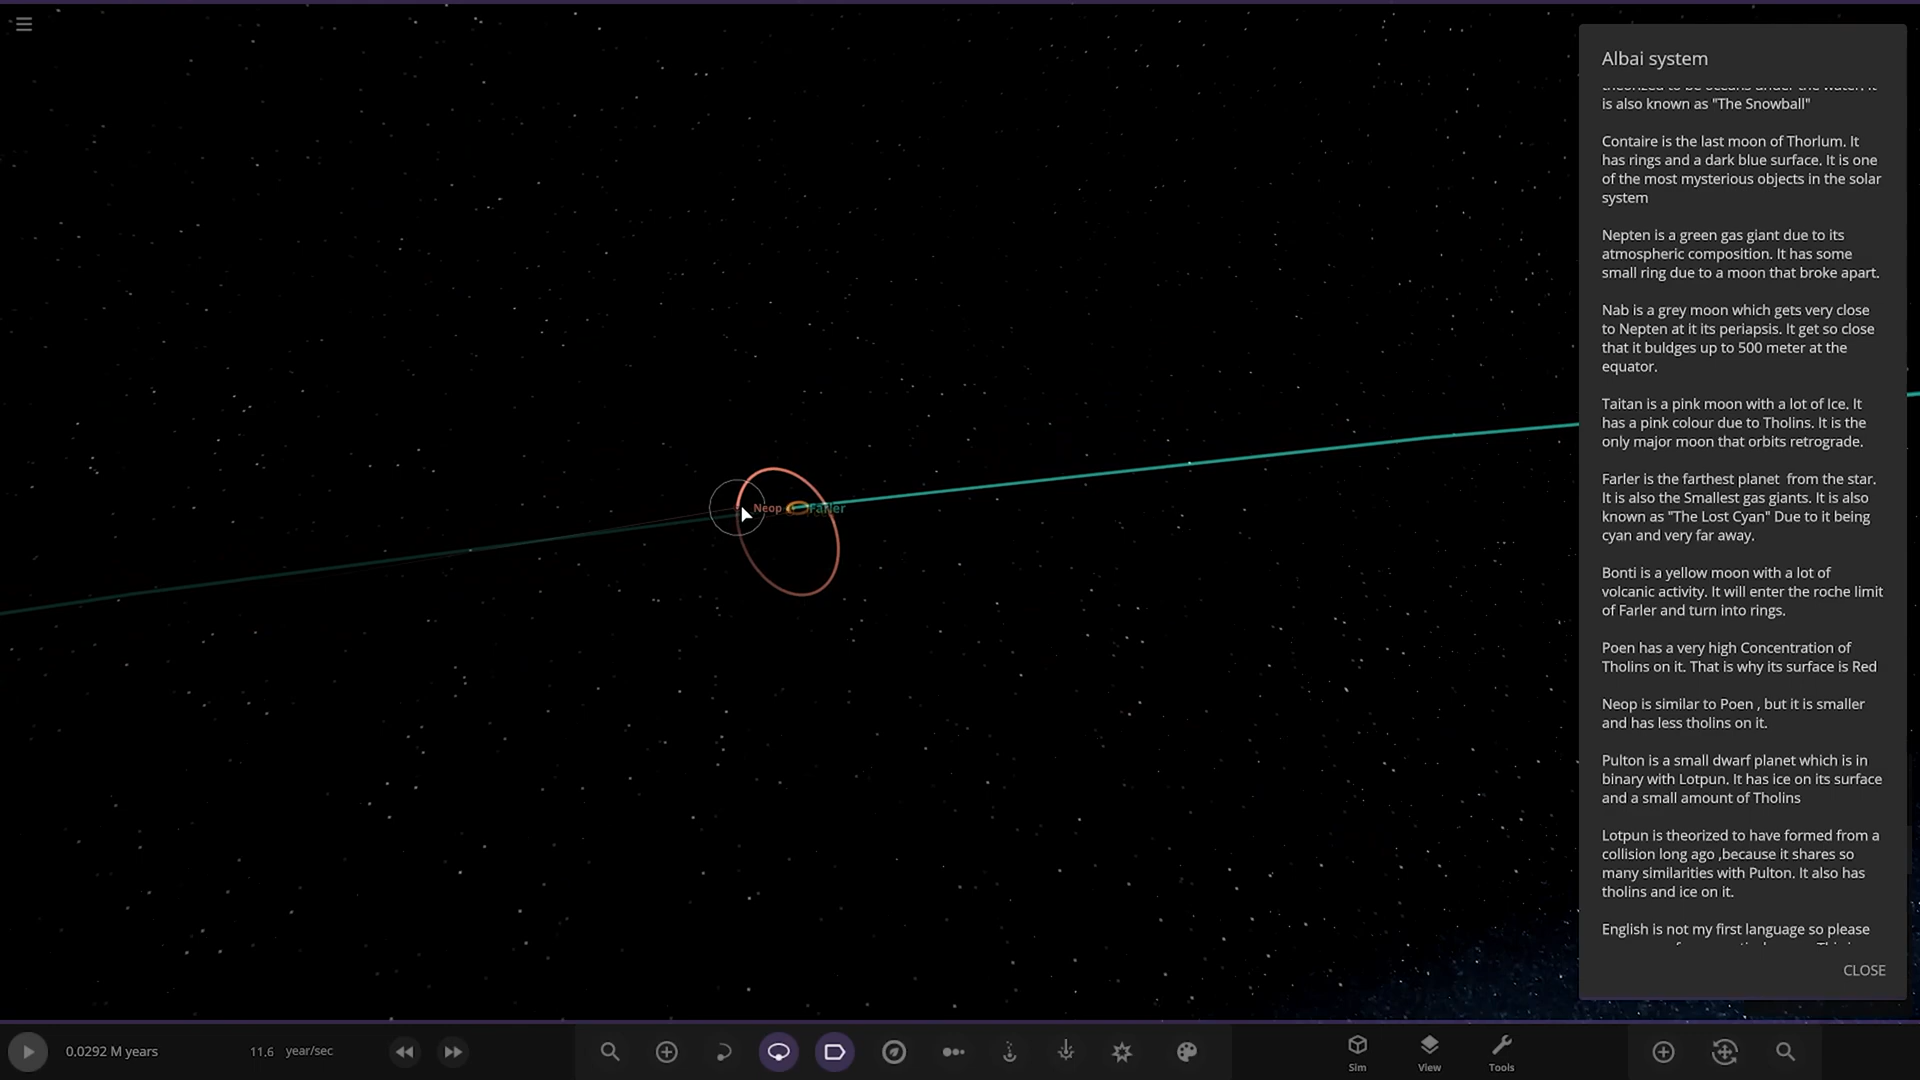 Albai system
theorized to be oceans under the water, it
is also known as "The Snowball"
Contaire is the last moon of Thorlum. It
has rings and a dark blue surface. It is one
of the most mysterious objects in the solar
system
Nepten is a green gas giant due to its
atmospheric composition. It has some
small ring due to a moon that broke apart.
Nab is a grey moon which gets very close
to Nepten at it its periapsis. It get so close
that it buldges up to 500 meter at the
equator.
Taitan is a pink moon with a lot of Ice. It
has a pink colour due to Tholins. It is the
only major moon that orbits retrograde.
Farler is the farthest planet  from the star.
It is also the Smallest gas giants. It is also
known as "The Lost Cyan" Due to it being
cyan and very far away.
Bonti is a yellow moon with a lot of
volcanic activity. It will enter the roche limit
of Farler and turn into rings.
Poen has a very high Concentration of
Tholins on it. That is why its surface is Red
Neop is similar to Poen , but it is smaller
and has less tholins on it.
Pulton is a small dwarf planet which is in
binary with Lotpun. It has ice on its surface
and a small amount of Tholins
Lotpun is theorized to have formed from a
collision long ago ,because it shares so
many similarities with Pulton. It also has
tholins and ice on it.
English is not my first language so please
CLOSE
Neop
Farler
0.0292 M years
11.6 year/sec
Sim
View
Tools